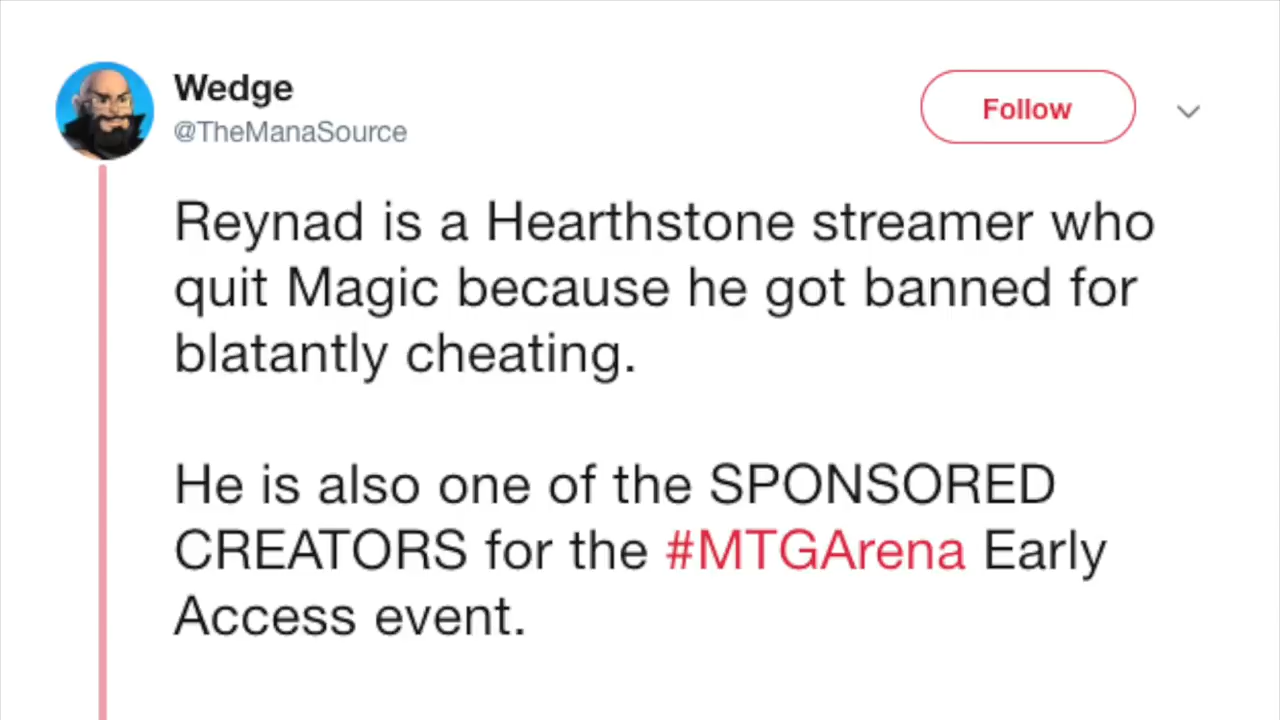 Wedge
@TheManaSource
Follow
Reynad is a Hearthstone streamer who
quit Magic because he got banned for
blatantly cheating.
He is also one of the SPONSORED
CREATORS for the #MTGArena Early
Access event.